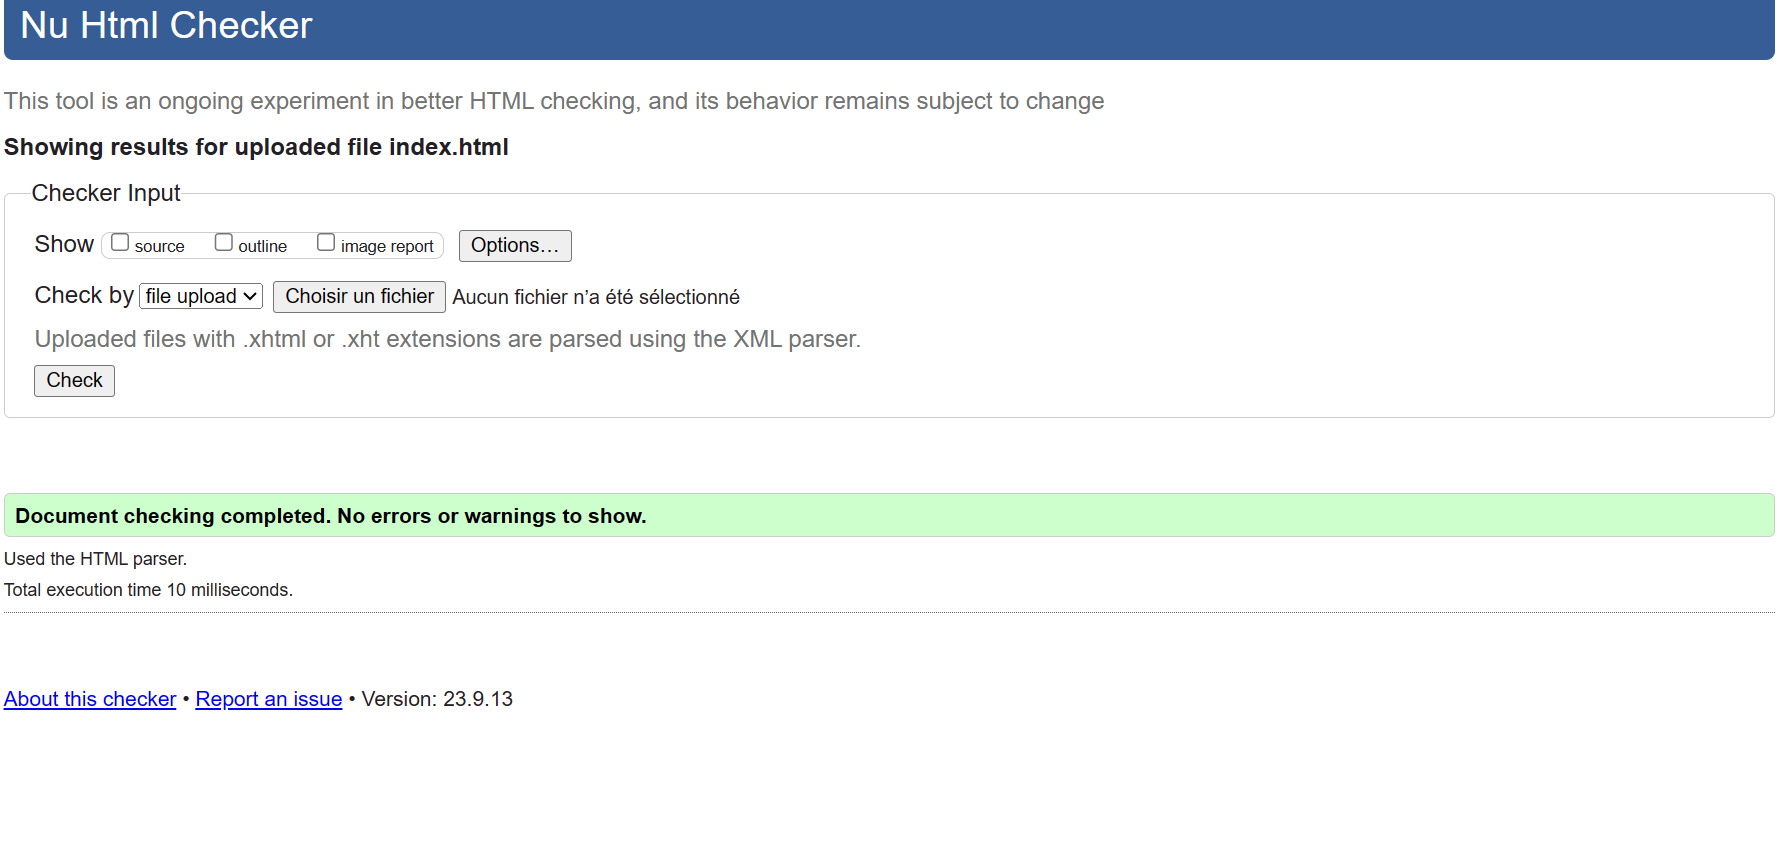 Nu Html Checker
This tool is an ongoing experiment in better HTML checking, and its behavior remains subject to change
Showing results for uploaded file index.html
Checker Input
Show source outline image report Options…
Check by file upload Choisir un fichier Aucun fichier n’a été sélectionné
Uploaded files with .xhtml or .xht extensions are parsed using the XML parser.
Check
Document checking completed. No errors or warnings to show.
Used the HTML parser.
Total execution time 10 milliseconds.
About this checker • Report an issue • Version: 23.9.13